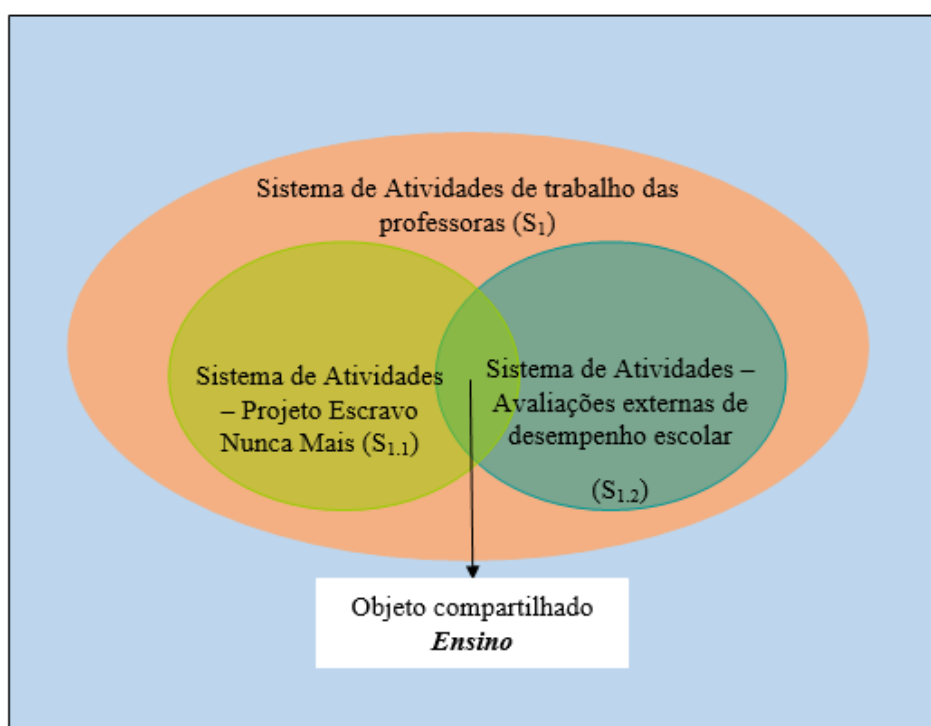 Sistema de Atividades de trabalho das
professoras (S₁)
Sistema de Atividades
– Projeto Escravo
Nunca Mais (S₁.₁)
Sistema de Atividades –
Avaliações externas de
desempenho escolar
(S₁.₂)
Objeto compartilhado
Ensino